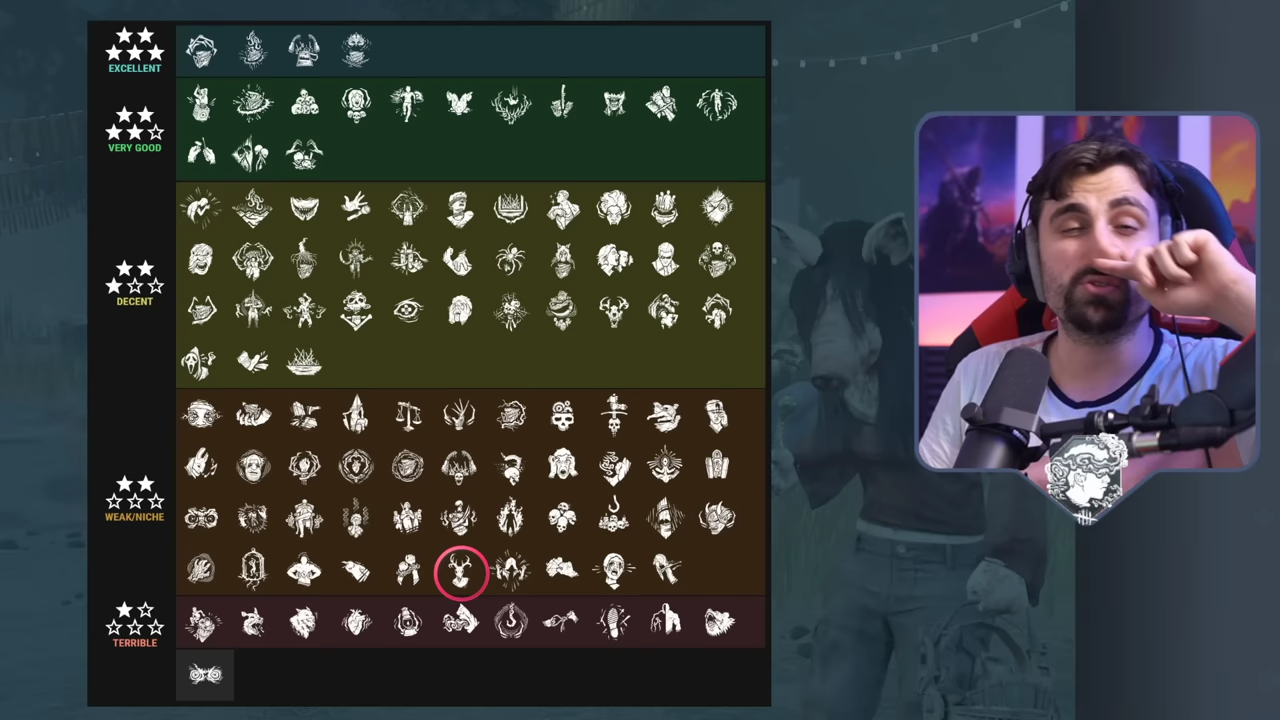 EXCELLENT
VERY GOOD
DECENT
WEAK/NICHE
TERRIBLE